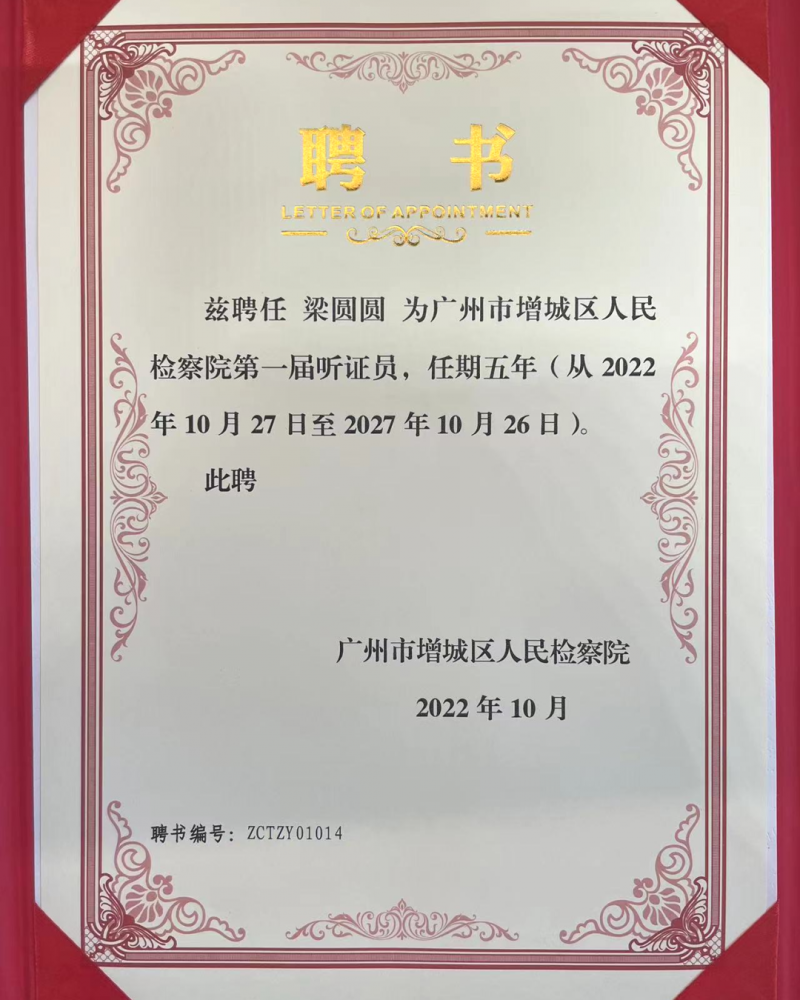 聘 书
LETTER OF APPOINTMENT
兹聘任 梁圆圆 为广州市增城区人民
检察院第一届听证员，任期五年（从 2022
年 10 月 27 日至 2027 年 10 月 26 日）。
此聘
广州市增城区人民检察院
2022 年 10 月
聘书编号：ZCTZY01014